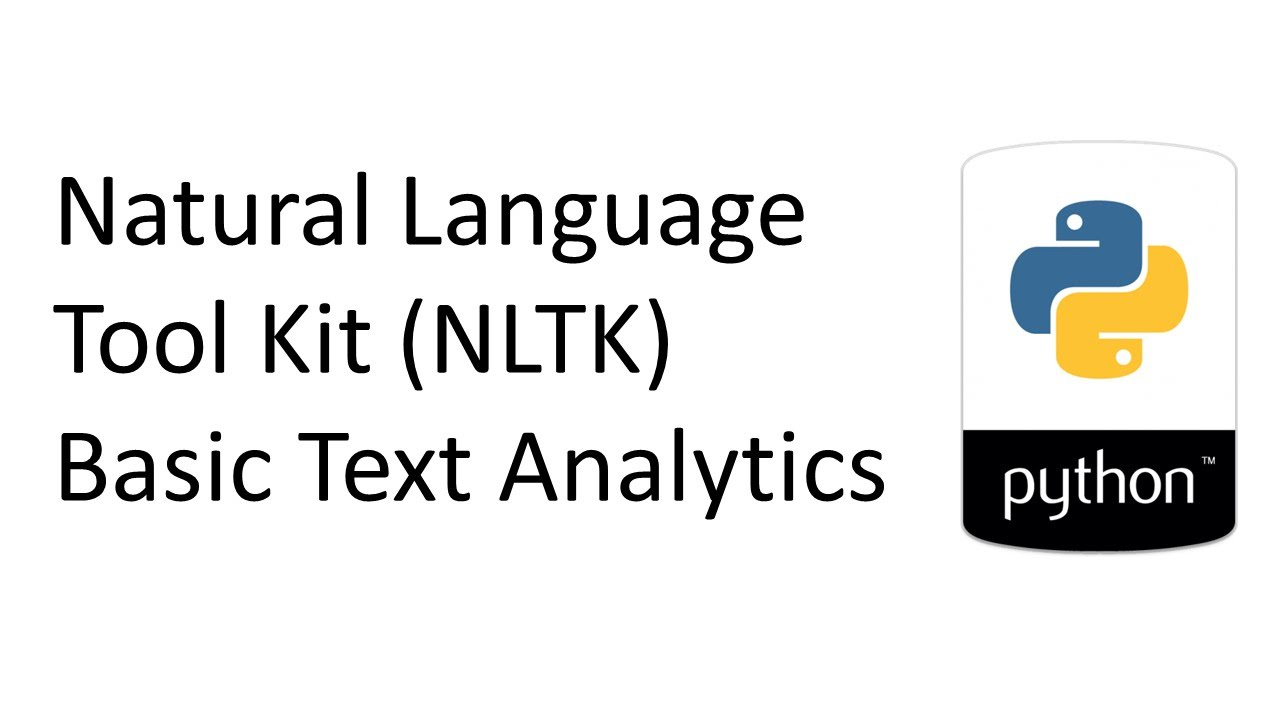 Natural Language
Tool Kit (NLTK)
Basic Text Analytics
python™